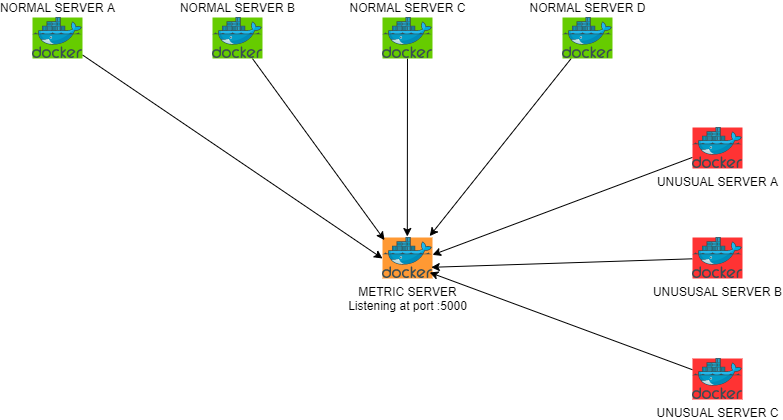 NORMAL SERVER A
NORMAL SERVER B
NORMAL SERVER C
NORMAL SERVER D
docker
docker
docker
docker
docker
UNUSUAL SERVER A
docker
METRIC SERVER
Listening at port :5000
docker
UNUSUSAL SERVER B
docker
UNUSUAL SERVER C